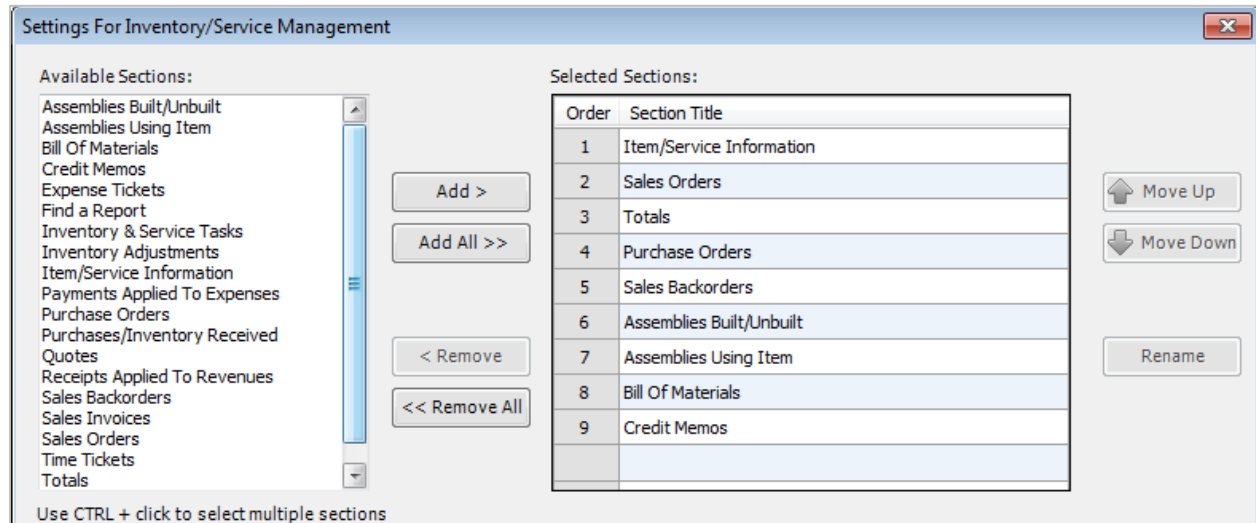 Settings For Inventory/Service Management
Available Sections:
Assemblies Built/Unbuilt
Assemblies Using Item
Bill Of Materials
Credit Memos
Expense Tickets
Find a Report
Inventory & Service Tasks
Inventory Adjustments
Item/Service Information
Payments Applied To Expenses
Purchase Orders
Purchases/Inventory Received
Quotes
Receipts Applied To Revenues
Sales Backorders
Sales Invoices
Sales Orders
Time Tickets
Totals
Use CTRL + click to select multiple sections
Add >
Add All >>
< Remove
<< Remove All
Selected Sections:
Order Section Title
1 Item/Service Information
2 Sales Orders
3 Totals
4 Purchase Orders
5 Sales Backorders
6 Assemblies Built/Unbuilt
7 Assemblies Using Item
8 Bill Of Materials
9 Credit Memos
Move Up
Move Down
Rename